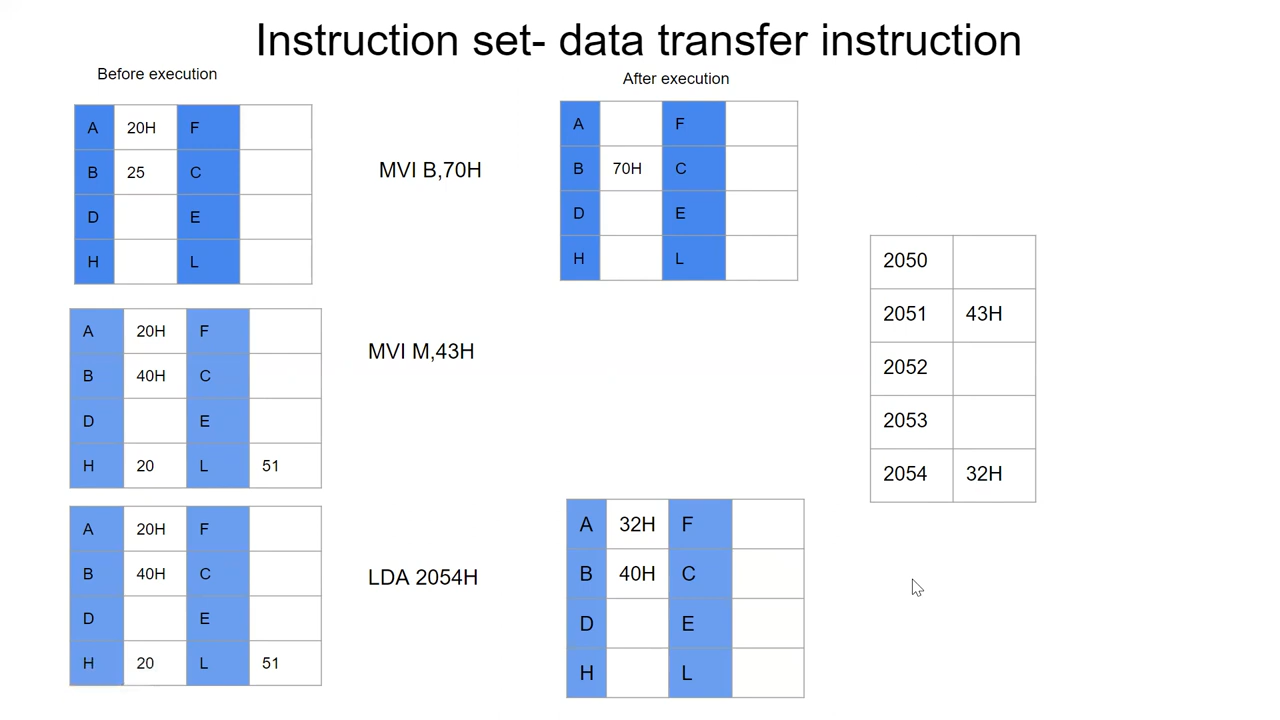 Instruction set- data transfer instruction
Before execution
After execution
A 20H F
B 25 C
D E
H L
MVI B,70H
A F
B 70H C
D E
H L
A 20H F
B 40H C
D E
H 20 L 51
MVI M,43H
2050
2051 43H
2052
2053
2054 32H
A 20H F
B 40H C
D E
H 20 L 51
LDA 2054H
A 32H F
B 40H C
D E
H L